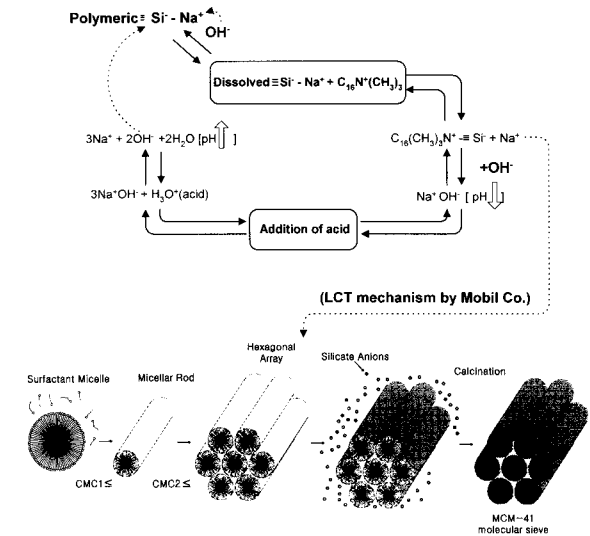 Polymeric≡ Si⁻ - Na⁺
OH⁻
Dissolved ≡Si⁻ - Na⁺ + C₁₆N⁺(CH₃)₃
3Na⁺ + 2OH⁻ +2H₂O [pH ]
C₁₆(CH₃)₃N⁺ -≡ Si⁻ + Na⁺
+OH⁻
3Na⁺OH⁻ + H₃O⁺(acid)
Na⁺ OH⁻ [ pH ]
Addition of acid
(LCT mechanism by Mobil Co.)
Hexagonal
Array
Surfactant Micelle
Micellar Rod
Silicate Anions
Calcination
CMC1≤
CMC2≤
MCM-41
molecular sieve